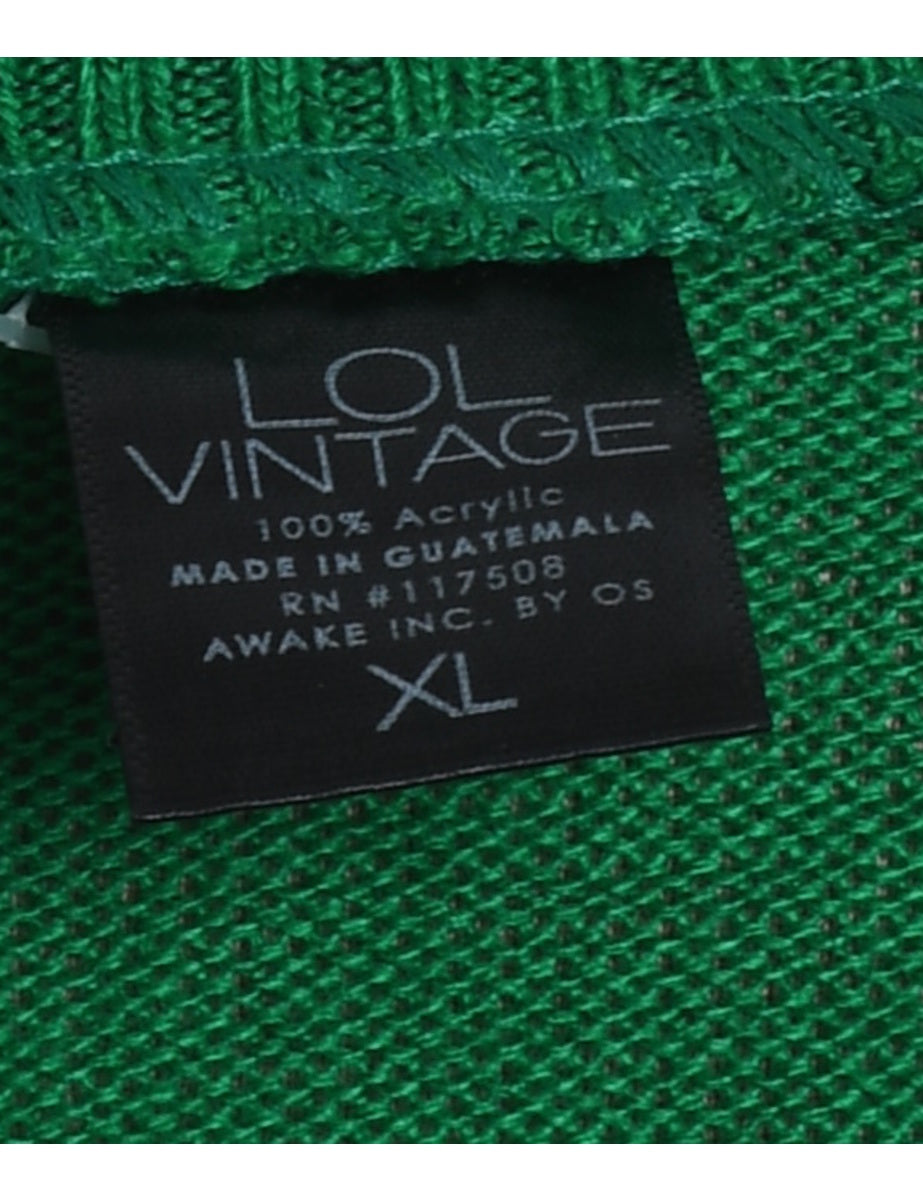 LOL
VINTAGE
100% Acrylic
MADE IN GUATEMALA
RN #117508
AWAKE INC. BY OS
XL